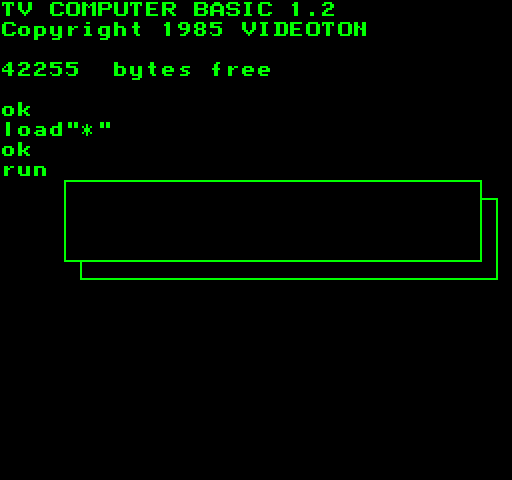 TV COMPUTER BASIC 1.2
Copyright 1985 VIDEOTON
42255  bytes free
ok
load"*"
ok
run